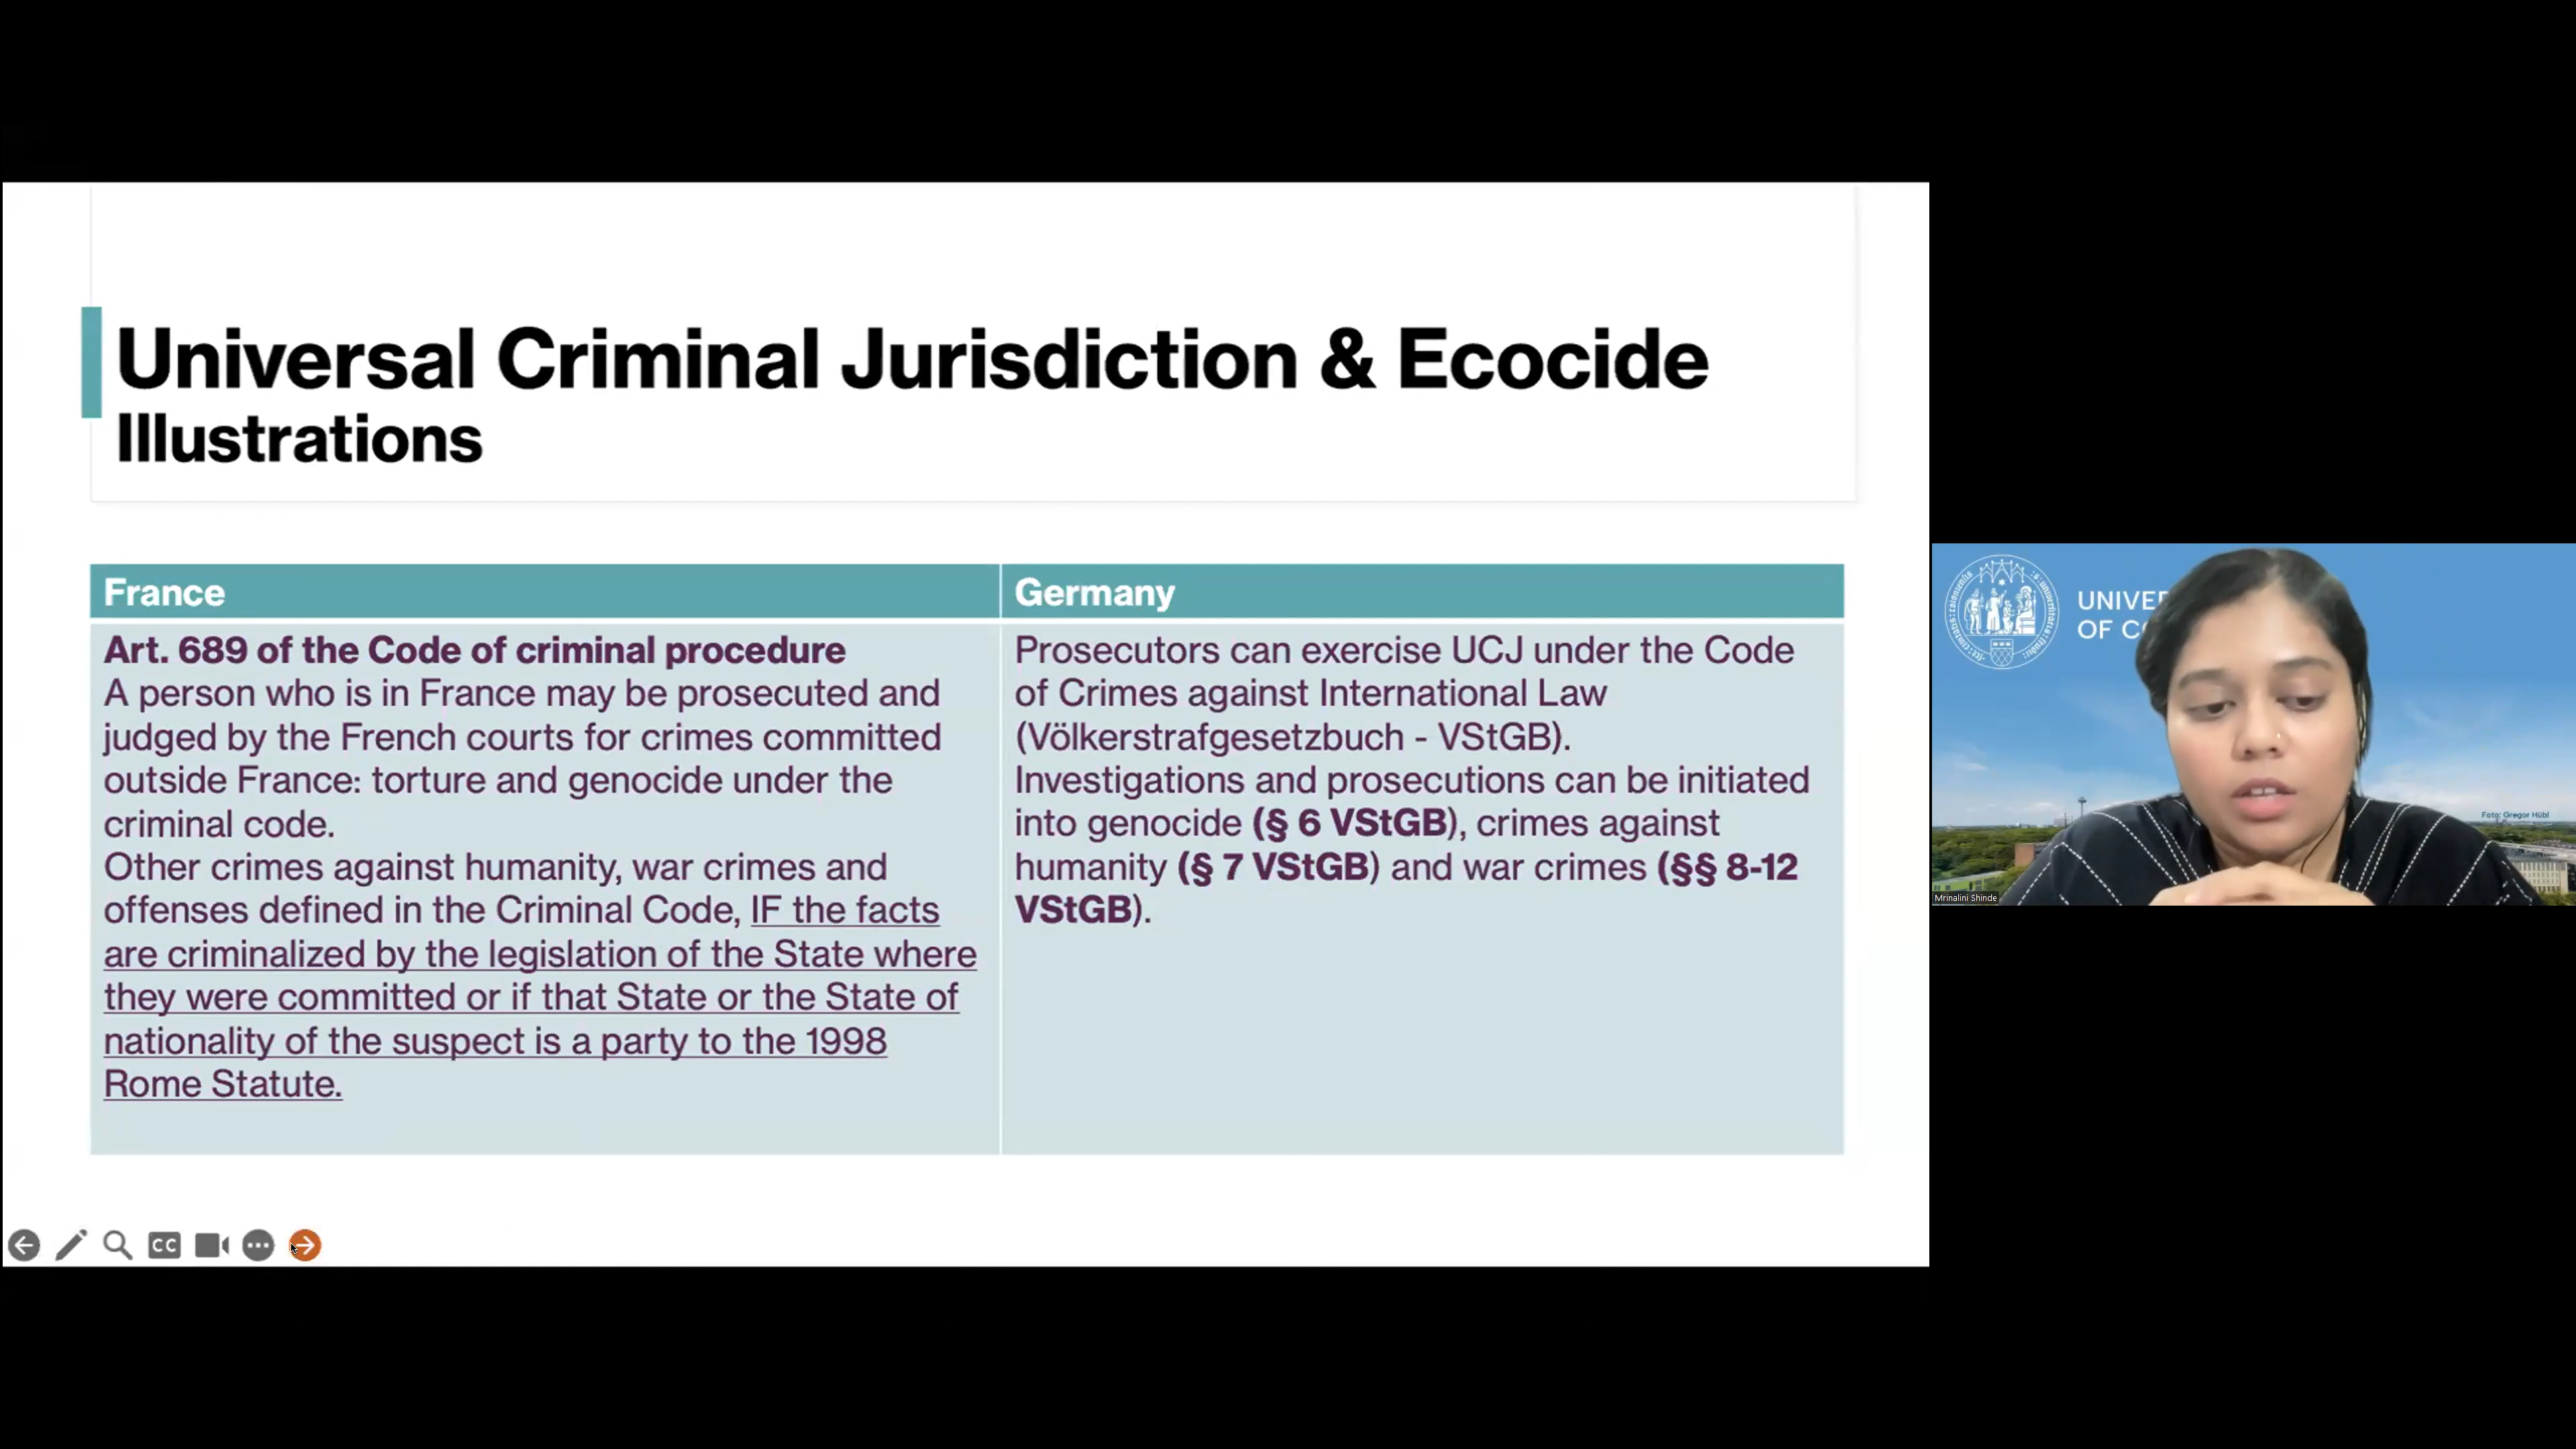 Universal Criminal Jurisdiction & Ecocide
Illustrations
France
Art. 689 of the Code of criminal procedure
A person who is in France may be prosecuted and
judged by the French courts for crimes committed
outside France: torture and genocide under the
criminal code.
Other crimes against humanity, war crimes and
offenses defined in the Criminal Code, IF the facts
are criminalized by the legislation of the State where
they were committed or if that State or the State of
nationality of the suspect is a party to the 1998
Rome Statute.
Germany
Prosecutors can exercise UCJ under the Code
of Crimes against International Law
(Völkerstrafgesetzbuch - VStGB).
Investigations and prosecutions can be initiated
into genocide (§ 6 VStGB), crimes against
humanity (§ 7 VStGB) and war crimes (§§ 8-12
VStGB).
CC
UNIVER
OF CO
Foto: Gregor Hübl
Mrinalini Shinde